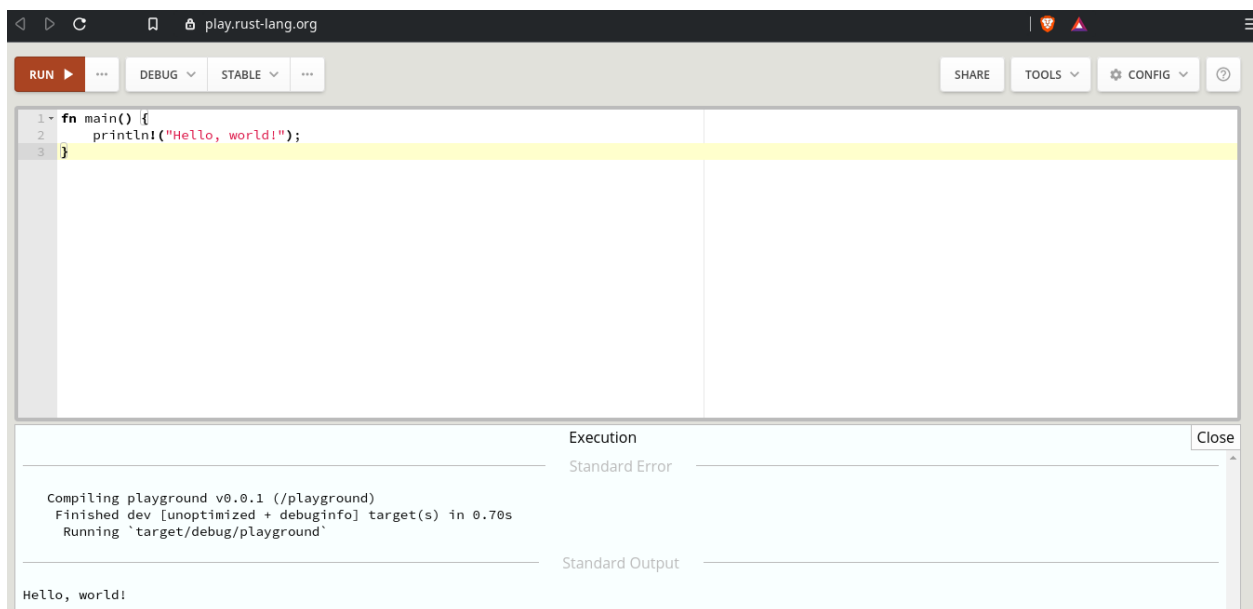 play.rust-lang.org
RUN ··· DEBUG STABLE ··· SHARE TOOLS CONFIG ?
1 fn main() {
2     println!("Hello, world!");
3 }
Execution Close
Standard Error
   Compiling playground v0.0.1 (/playground)
    Finished dev [unoptimized + debuginfo] target(s) in 0.70s
     Running `target/debug/playground`
Standard Output
Hello, world!